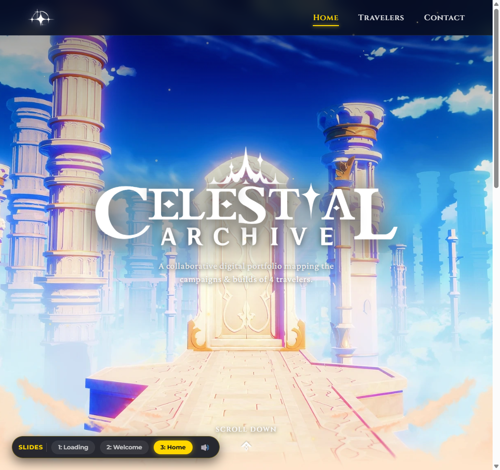 HOME
TRAVELERS
CONTACT
CELESTIAL
ARCHIVE
A collaborative digital portfolio mapping the
campaigns & builds of 4 travelers.
SCROLL DOWN
SLIDES
1: Loading
2: Welcome
3: Home